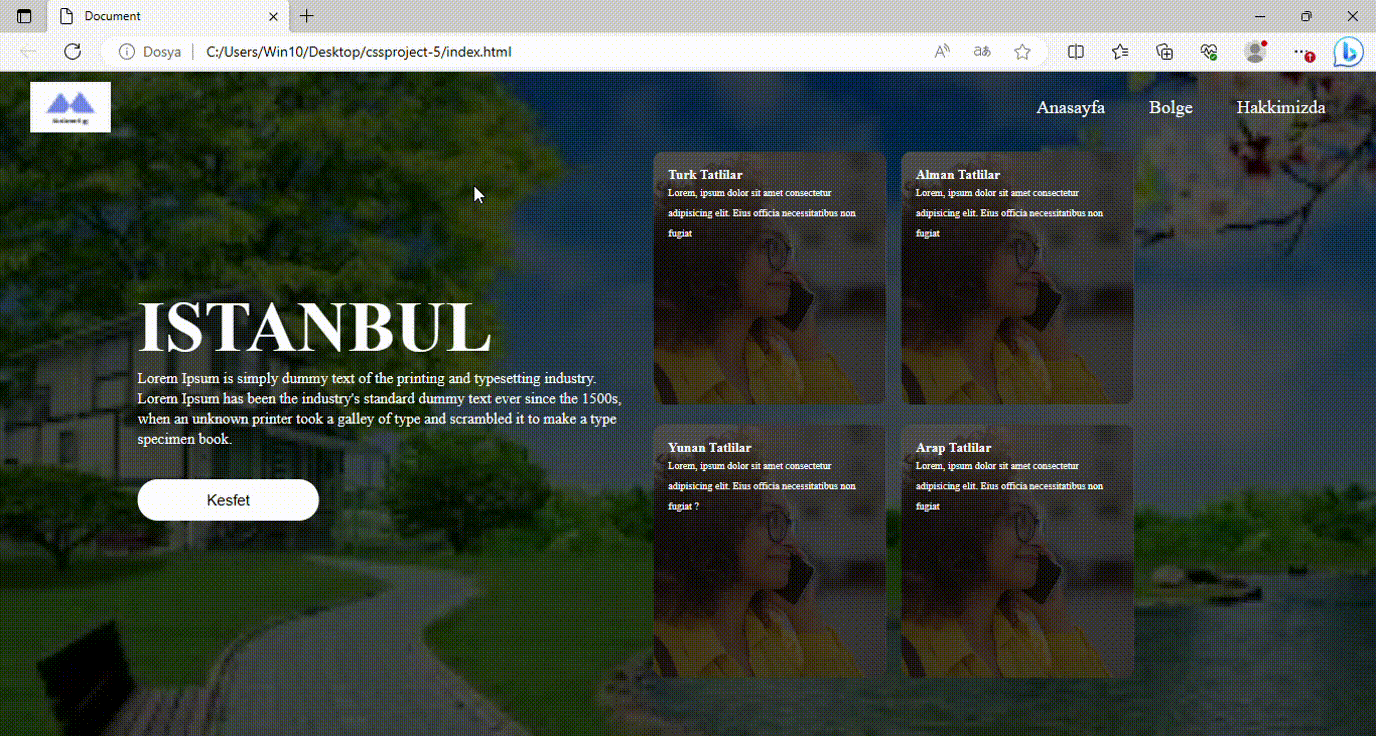 Document
Dosya
C:/Users/Win10/Desktop/cssproject-5/index.html
Anasayfa
Bolge
Hakkimizda
ISTANBUL
Lorem Ipsum is simply dummy text of the printing and typesetting industry.
Lorem Ipsum has been the industry's standard dummy text ever since the 1500s,
when an unknown printer took a galley of type and scrambled it to make a type
specimen book.
Kesfet
Turk Tatlilar
Lorem, ipsum dolor sit amet consectetur
adipisicing elit. Eius officia necessitatibus non
fugiat
Alman Tatlilar
Lorem, ipsum dolor sit amet consectetur
adipisicing elit. Eius officia necessitatibus non
fugiat
Yunan Tatlilar
Lorem, ipsum dolor sit amet consectetur
adipisicing elit. Eius officia necessitatibus non
fugiat ?
Arap Tatlilar
Lorem, ipsum dolor sit amet consectetur
adipisicing elit. Eius officia necessitatibus non
fugiat